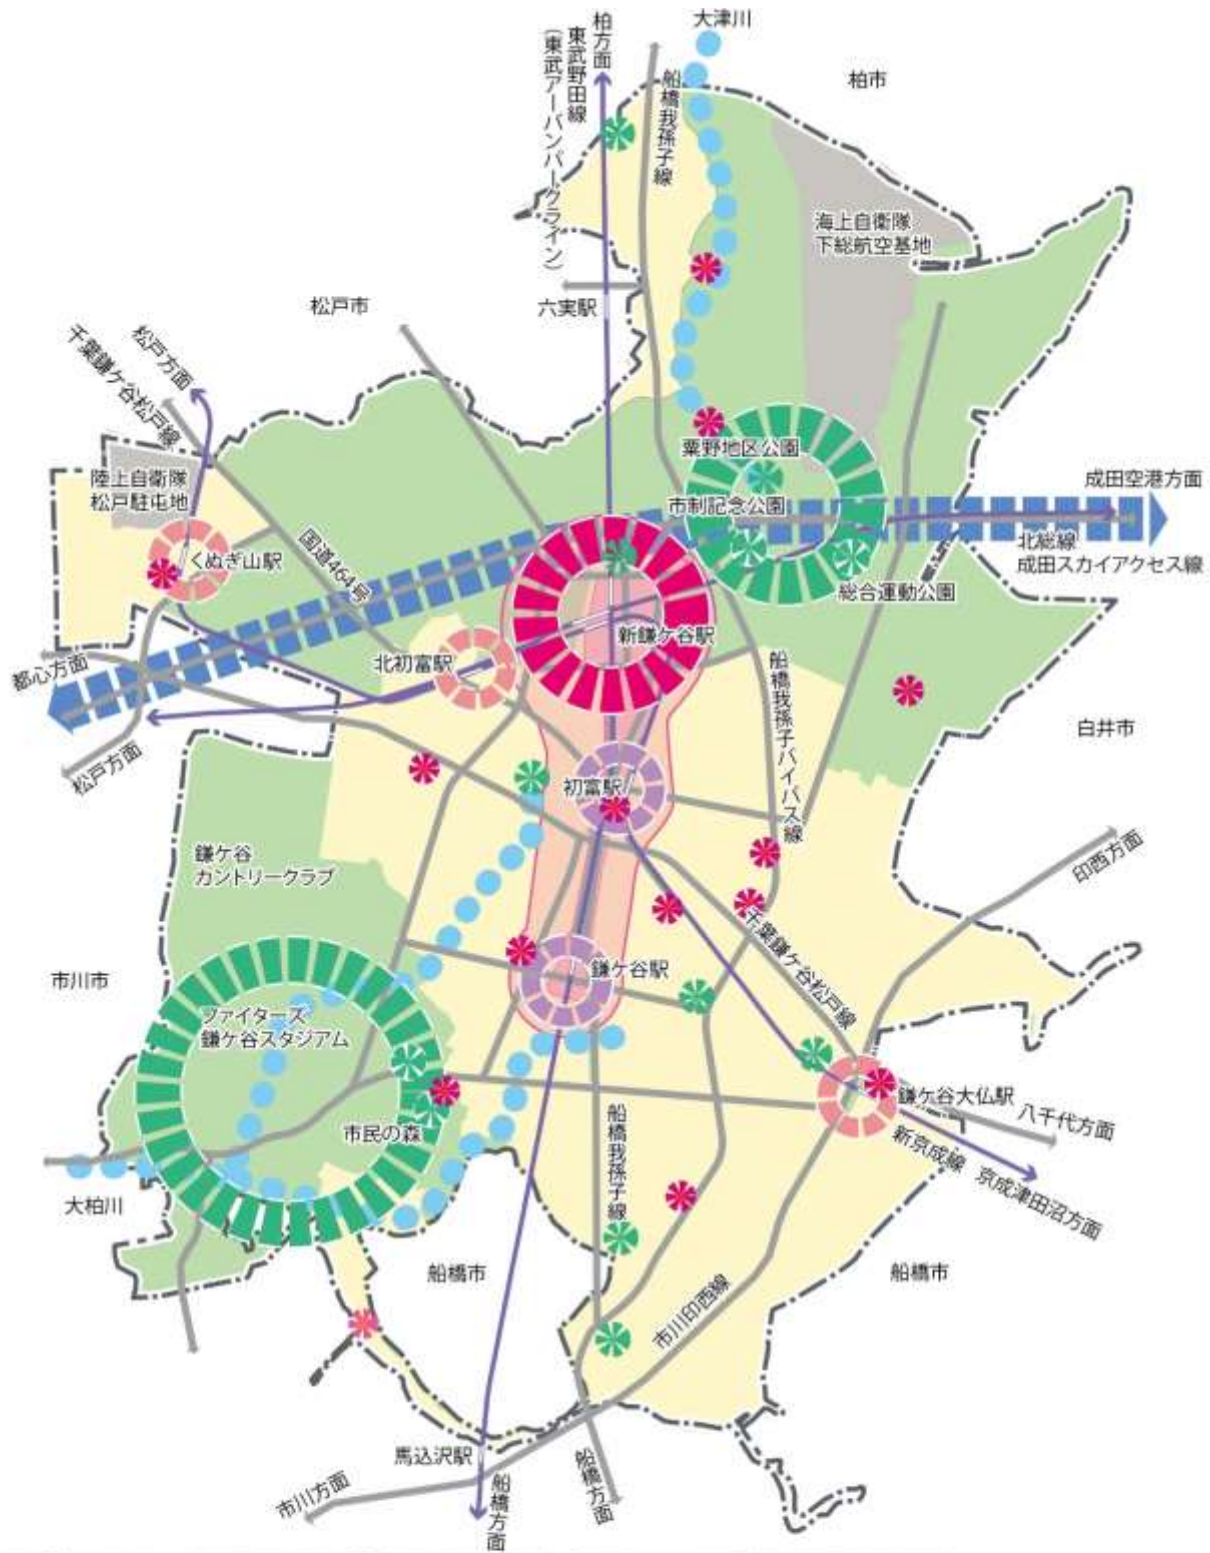 大津川
柏方面
東武野田線
(東武アーバンパークライン)
船橋我孫子線
柏市
海上自衛隊
下総航空基地
松戸市
六実駅
松戸方面
千葉鎌ケ谷松戸線
粟野地区公園
陸上自衛隊
松戸駐屯地
成田空港方面
市制記念公園
国道464号
北総線
成田スカイアクセス線
くぬぎ山駅
総合運動公園
新鎌ケ谷駅
北初富駅
都心方面
船橋我孫子バイパス線
白井市
松戸方面
初富駅
鎌ケ谷
カントリークラブ
印西方面
千葉鎌ケ谷松戸線
市川市
鎌ケ谷駅
ファイターズ
鎌ケ谷スタジアム
鎌ケ谷大仏駅
八千代方面
市民の森
船橋我孫子線
新京成線
京成津田沼方面
大柏川
船橋市
船橋市
市川印西線
馬込沢駅
市川方面
船橋方面
船橋方面